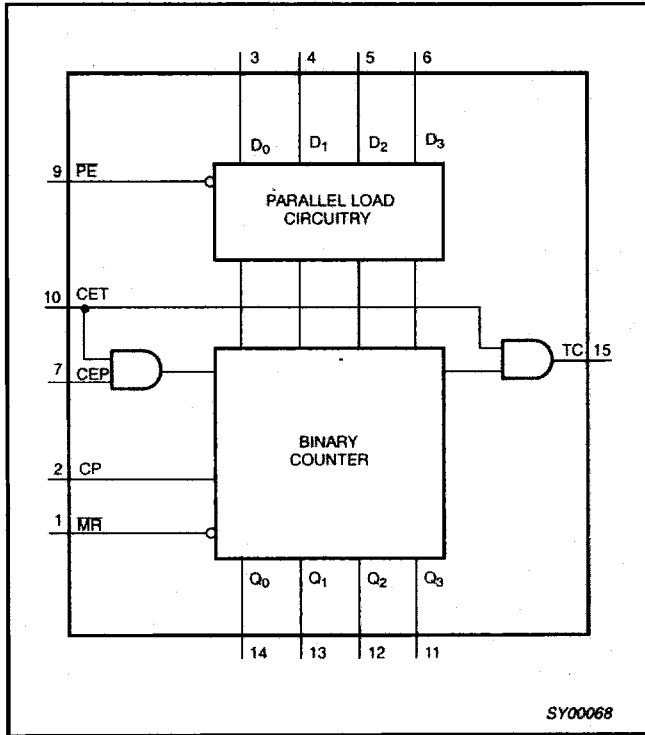 3 4 5 6
D0 D1 D2 D3
9 PE
PARALLEL LOAD
CIRCUITRY
10 CET
TC 15
7 CEP
BINARY
COUNTER
2 CP
1 MR
Q0 Q1 Q2 Q3
14 13 12 11
SY00068